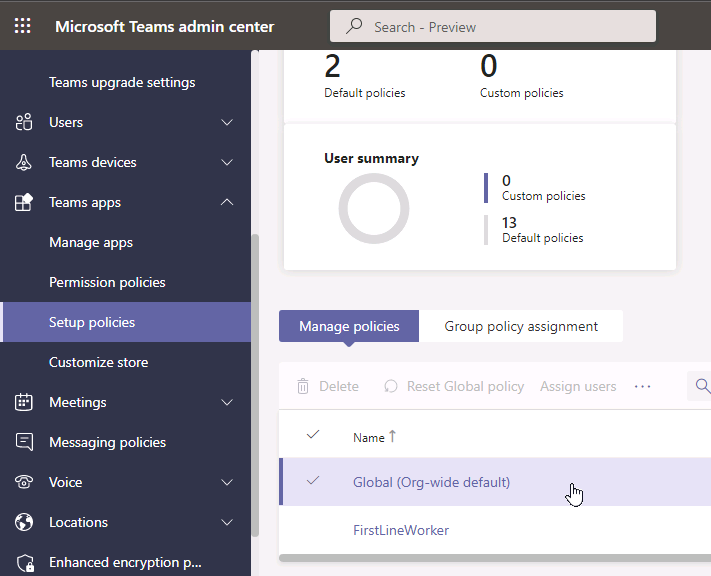 Microsoft Teams admin center
Search - Preview
Teams upgrade settings
Users
Teams devices
Teams apps
Manage apps
Permission policies
Setup policies
Customize store
Meetings
Messaging policies
Voice
Locations
Enhanced encryption p...
2
Default policies
0
Custom policies
User summary
0
Custom policies
13
Default policies
Manage policies
Group policy assignment
Delete
Reset Global policy
Assign users
Name
Global (Org-wide default)
FirstLineWorker